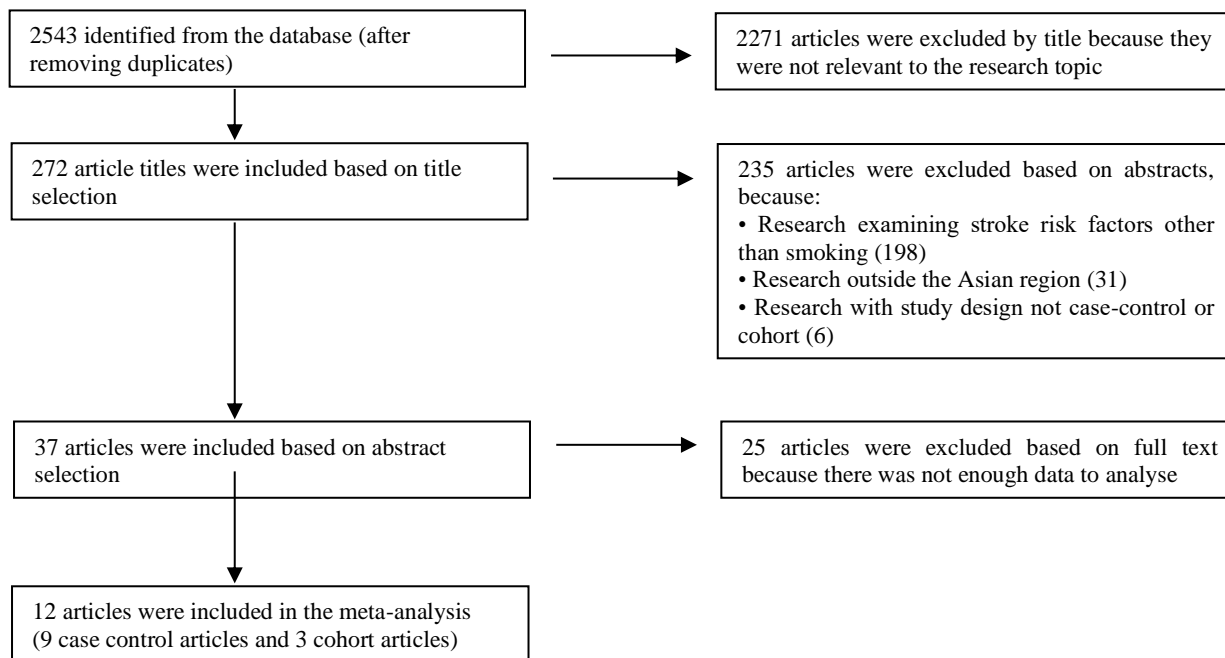 2543 identified from the database (after
removing duplicates)
2271 articles were excluded by title because they
were not relevant to the research topic
272 article titles were included based on title
selection
235 articles were excluded based on abstracts,
because:
• Research examining stroke risk factors other
than smoking (198)
• Research outside the Asian region (31)
• Research with study design not case-control or
cohort (6)
37 articles were included based on abstract
selection
25 articles were excluded based on full text
because there was not enough data to analyse
12 articles were included in the meta-analysis
(9 case control articles and 3 cohort articles)